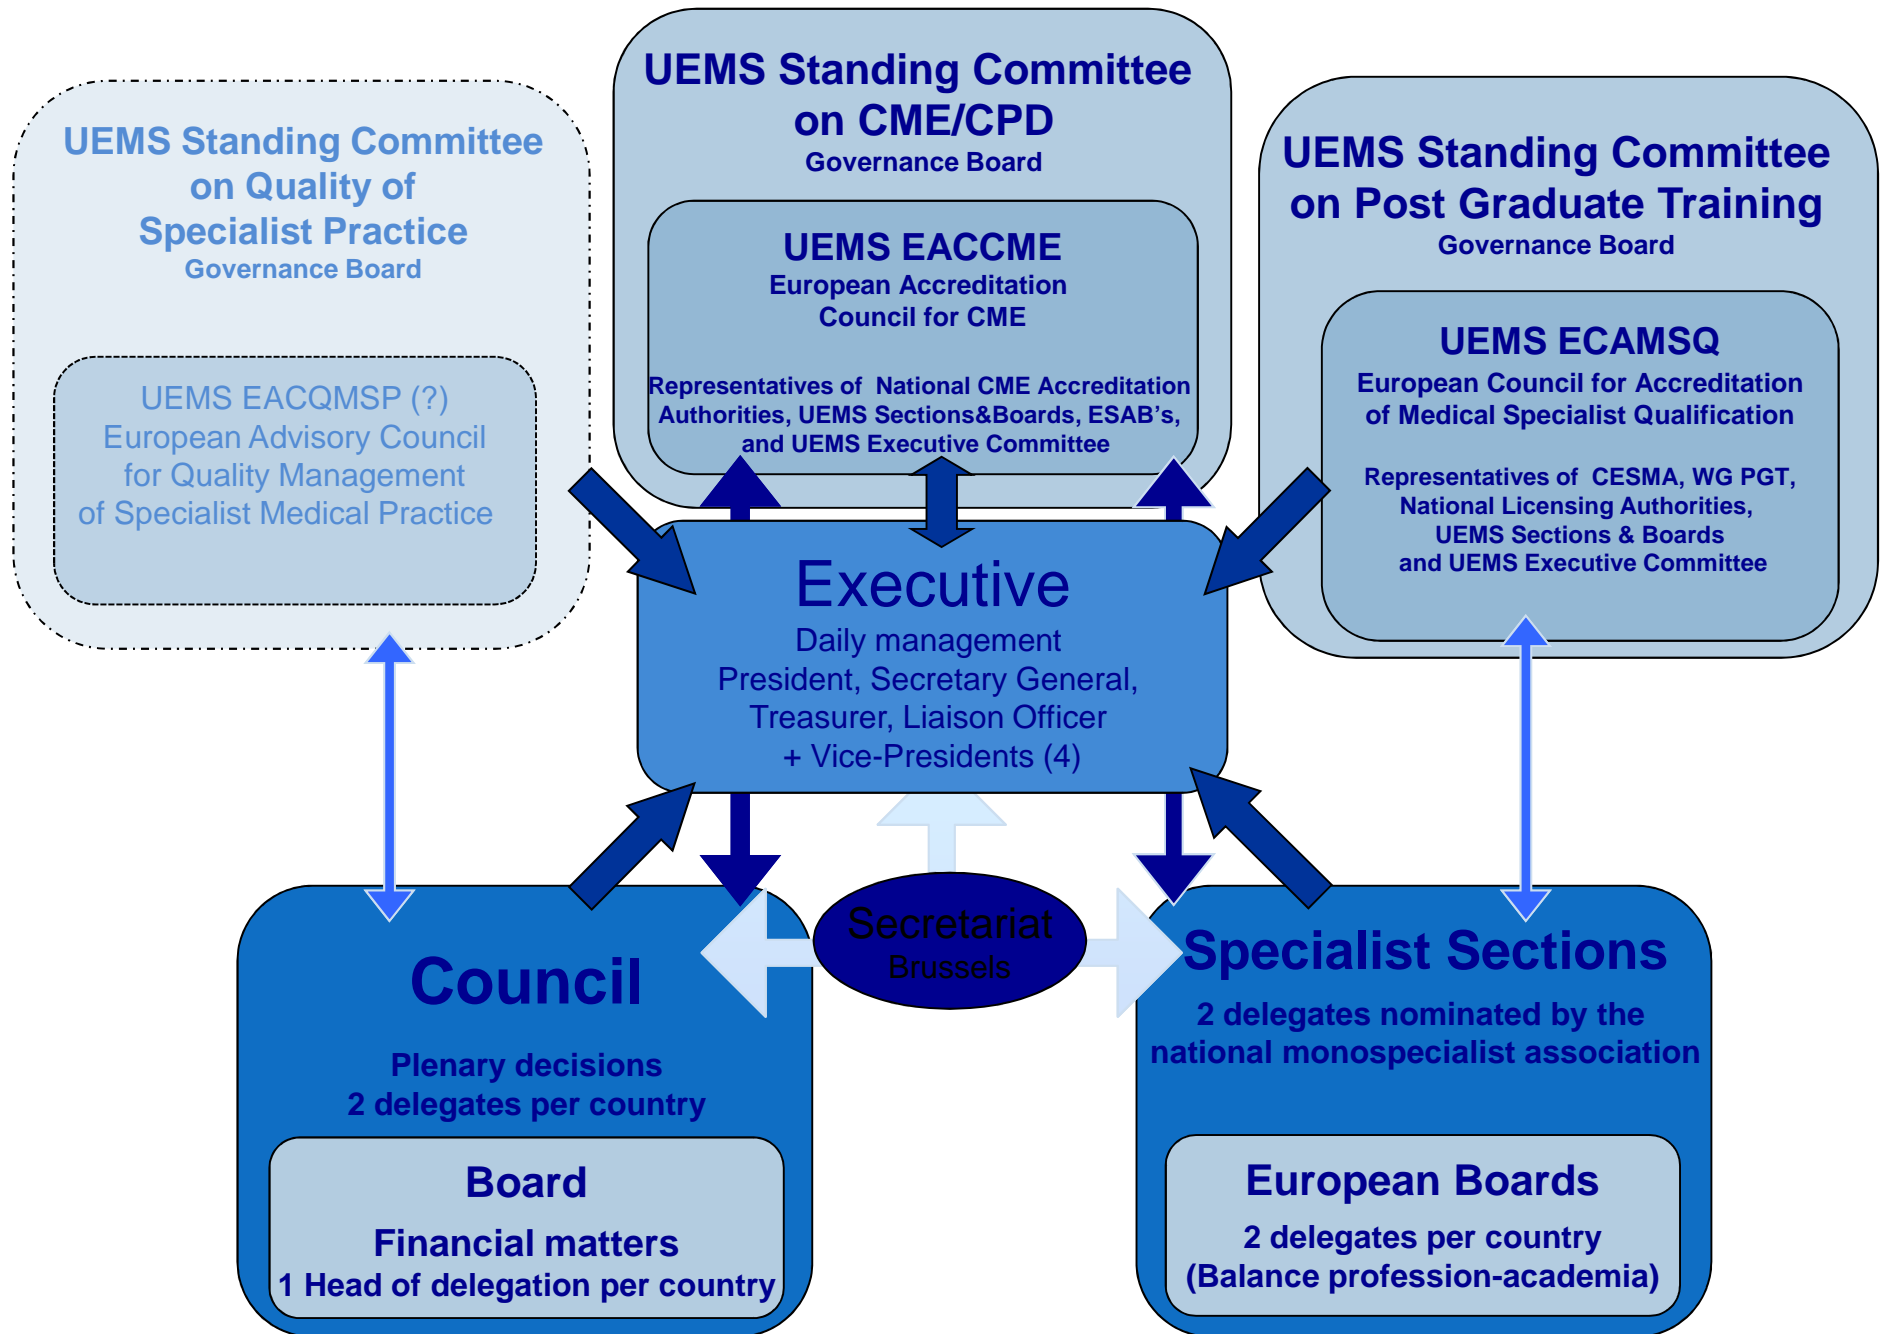 UEMS Standing Committee
on Quality of
Specialist Practice
Governance Board
UEMS EACQMSP (?)
European Advisory Council
for Quality Management
of Specialist Medical Practice
UEMS Standing Committee
on CME/CPD
Governance Board
UEMS EACCME
European Accreditation
Council for CME
Representatives of National CME Accreditation
Authorities, UEMS Sections&Boards, ESAB's,
and UEMS Executive Committee
UEMS Standing Committee
on Post Graduate Training
Governance Board
UEMS ECAMSQ
European Council for Accreditation
of Medical Specialist Qualification
Representatives of CESMA, WG PGT,
National Licensing Authorities,
UEMS Sections & Boards
and UEMS Executive Committee
Executive
Daily management
President, Secretary General,
Treasurer, Liaison Officer
+ Vice-Presidents (4)
Secretariat
Brussels
Council
Plenary decisions
2 delegates per country
Board
Financial matters
1 Head of delegation per country
Specialist Sections
2 delegates nominated by the
national monospecialist association
European Boards
2 delegates per country
(Balance profession-academia)